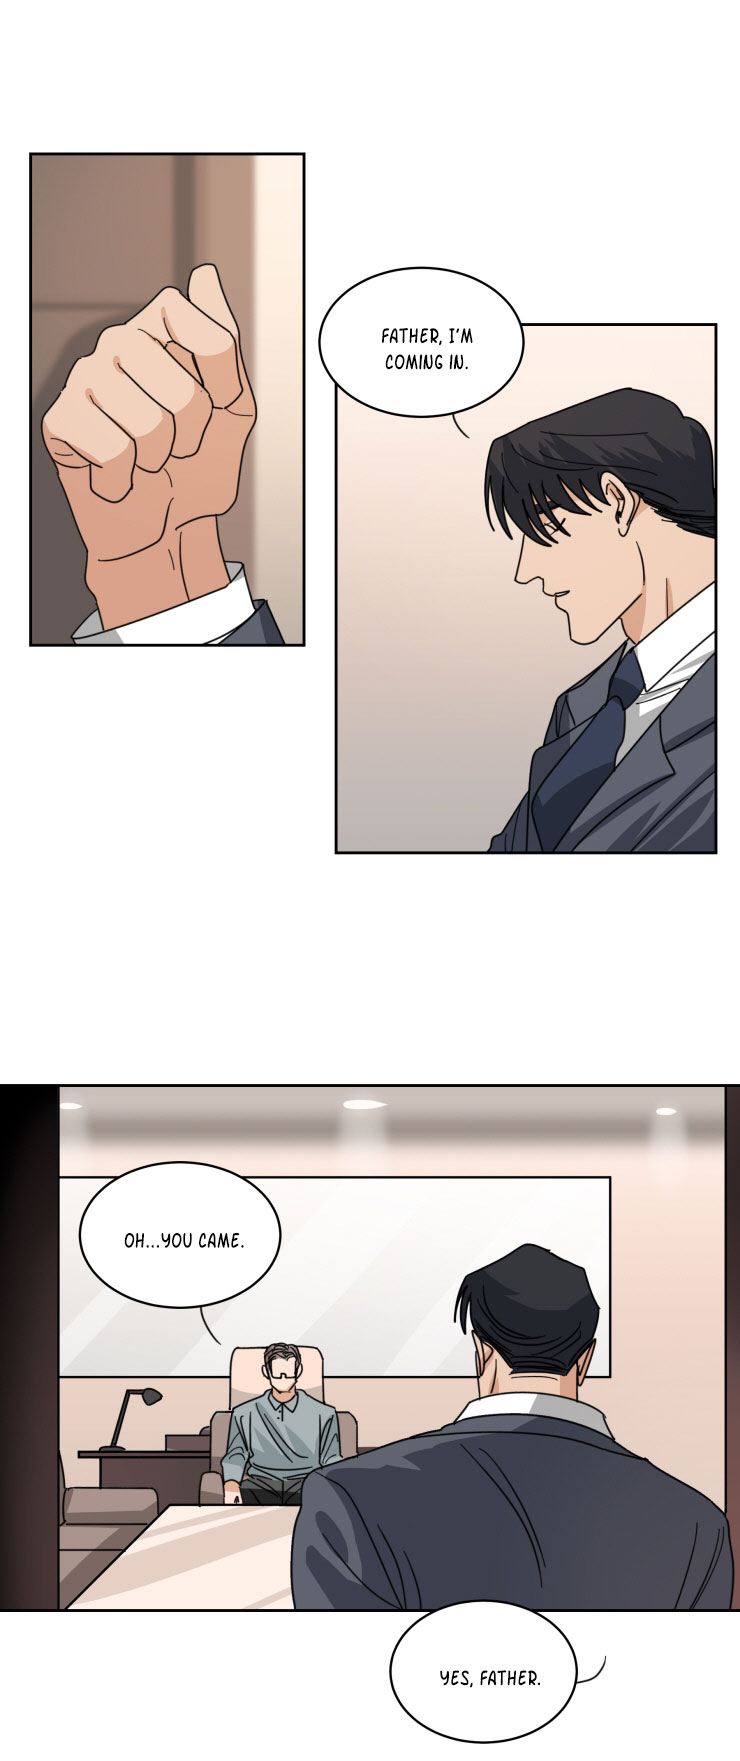 FATHER, I'M
COMING IN.
OH...YOU CAME.
YES, FATHER.